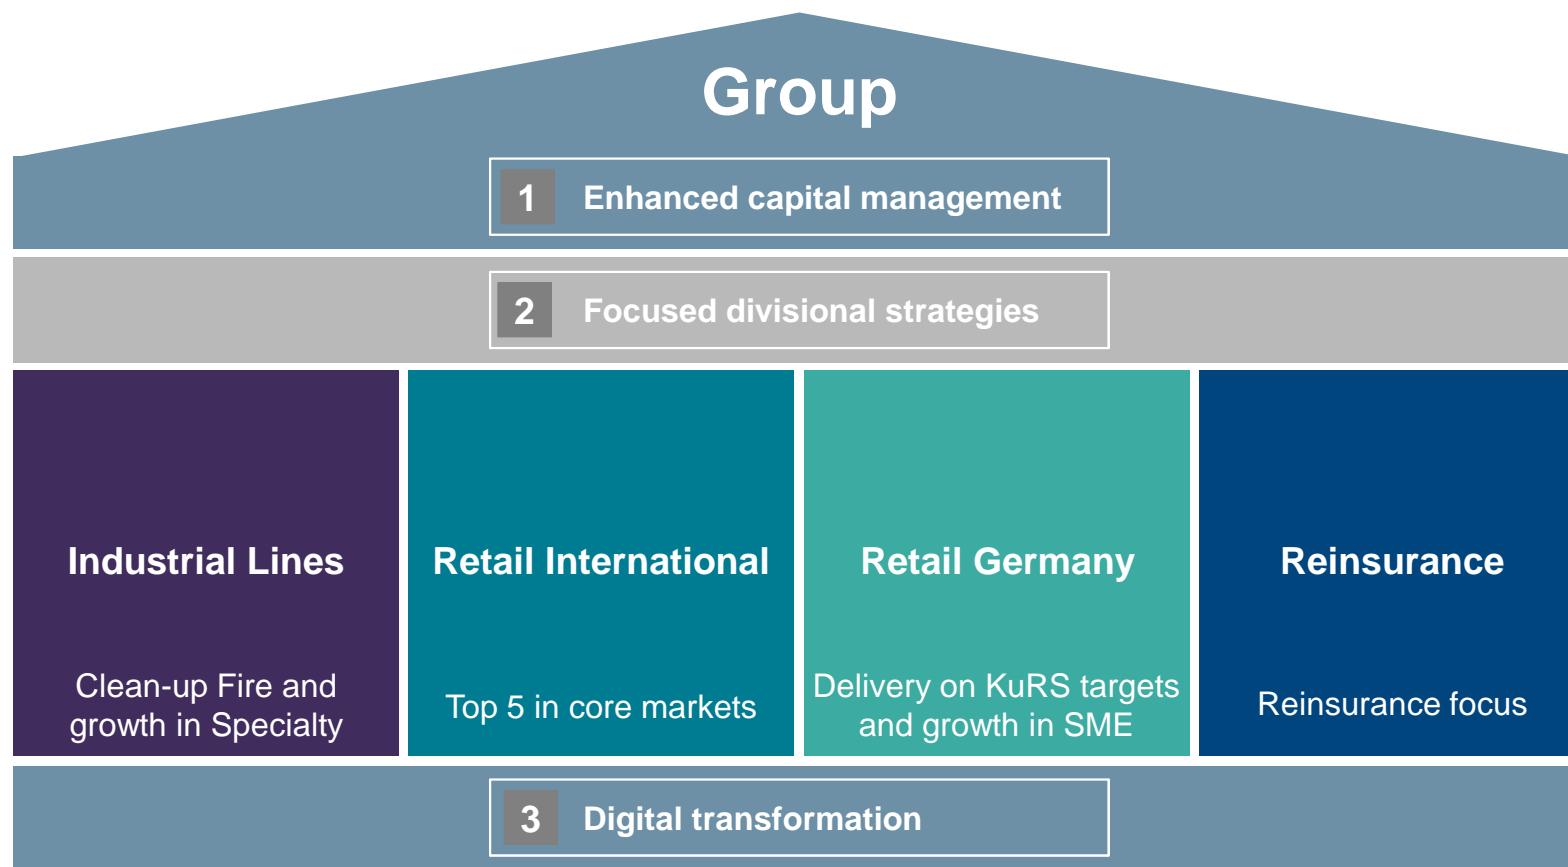 Group
1 Enhanced capital management
2 Focused divisional strategies
Industrial Lines
Clean-up Fire and
growth in Specialty
Retail International
Top 5 in core markets
Retail Germany
Delivery on KuRS targets
and growth in SME
Reinsurance
Reinsurance focus
3 Digital transformation